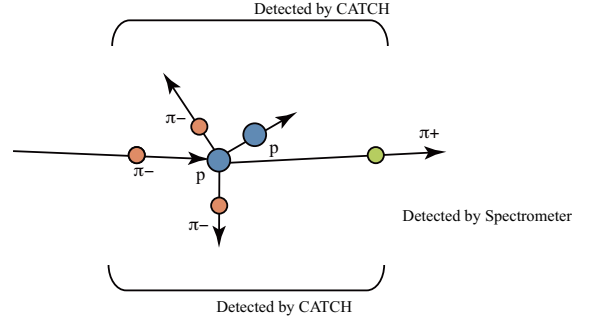 Detected by CATCH
π−
π+
p
π−
p
π−
Detected by Spectrometer
Detected by CATCH